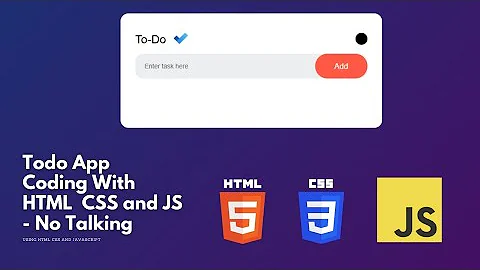 To-Do
Enter task here
Add
Todo App
Coding With
HTML CSS and JS
- No Talking
USING HTML CSS AND JAVASCRIPT
HTML
CSS
5
3
JS